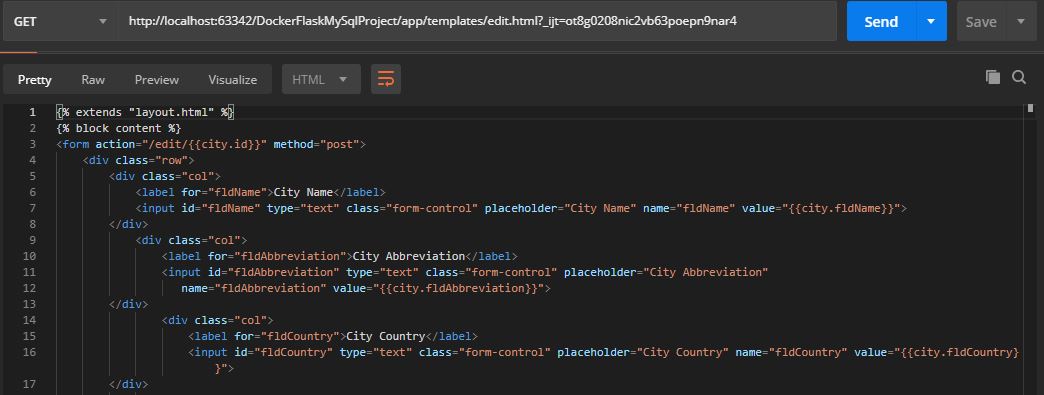 GET http://localhost:63342/DockerFlaskMySqlProject/app/templates/edit.html?_ijt=ot8g0208nic2vb63poepn9nar4 Send Save
Pretty Raw Preview Visualize HTML
1 {% extends "layout.html" %}
2 {% block content %}
3 <form action="/edit/{{city.id}}" method="post">
4 <div class="row">
5 <div class="col">
6 <label for="fldName">City Name</label>
7 <input id="fldName" type="text" class="form-control" placeholder="City Name" name="fldName" value="{{city.fldName}}">
8 </div>
9 <div class="col">
10 <label for="fldAbbreviation">City Abbreviation</label>
11 <input id="fldAbbreviation" type="text" class="form-control" placeholder="City Abbreviation"
12 name="fldAbbreviation" value="{{city.fldAbbreviation}}">
13 </div>
14 <div class="col">
15 <label for="fldCountry">City Country</label>
16 <input id="fldCountry" type="text" class="form-control" placeholder="City Country" name="fldCountry" value="{{city.fldCountry}
}">
17 </div>